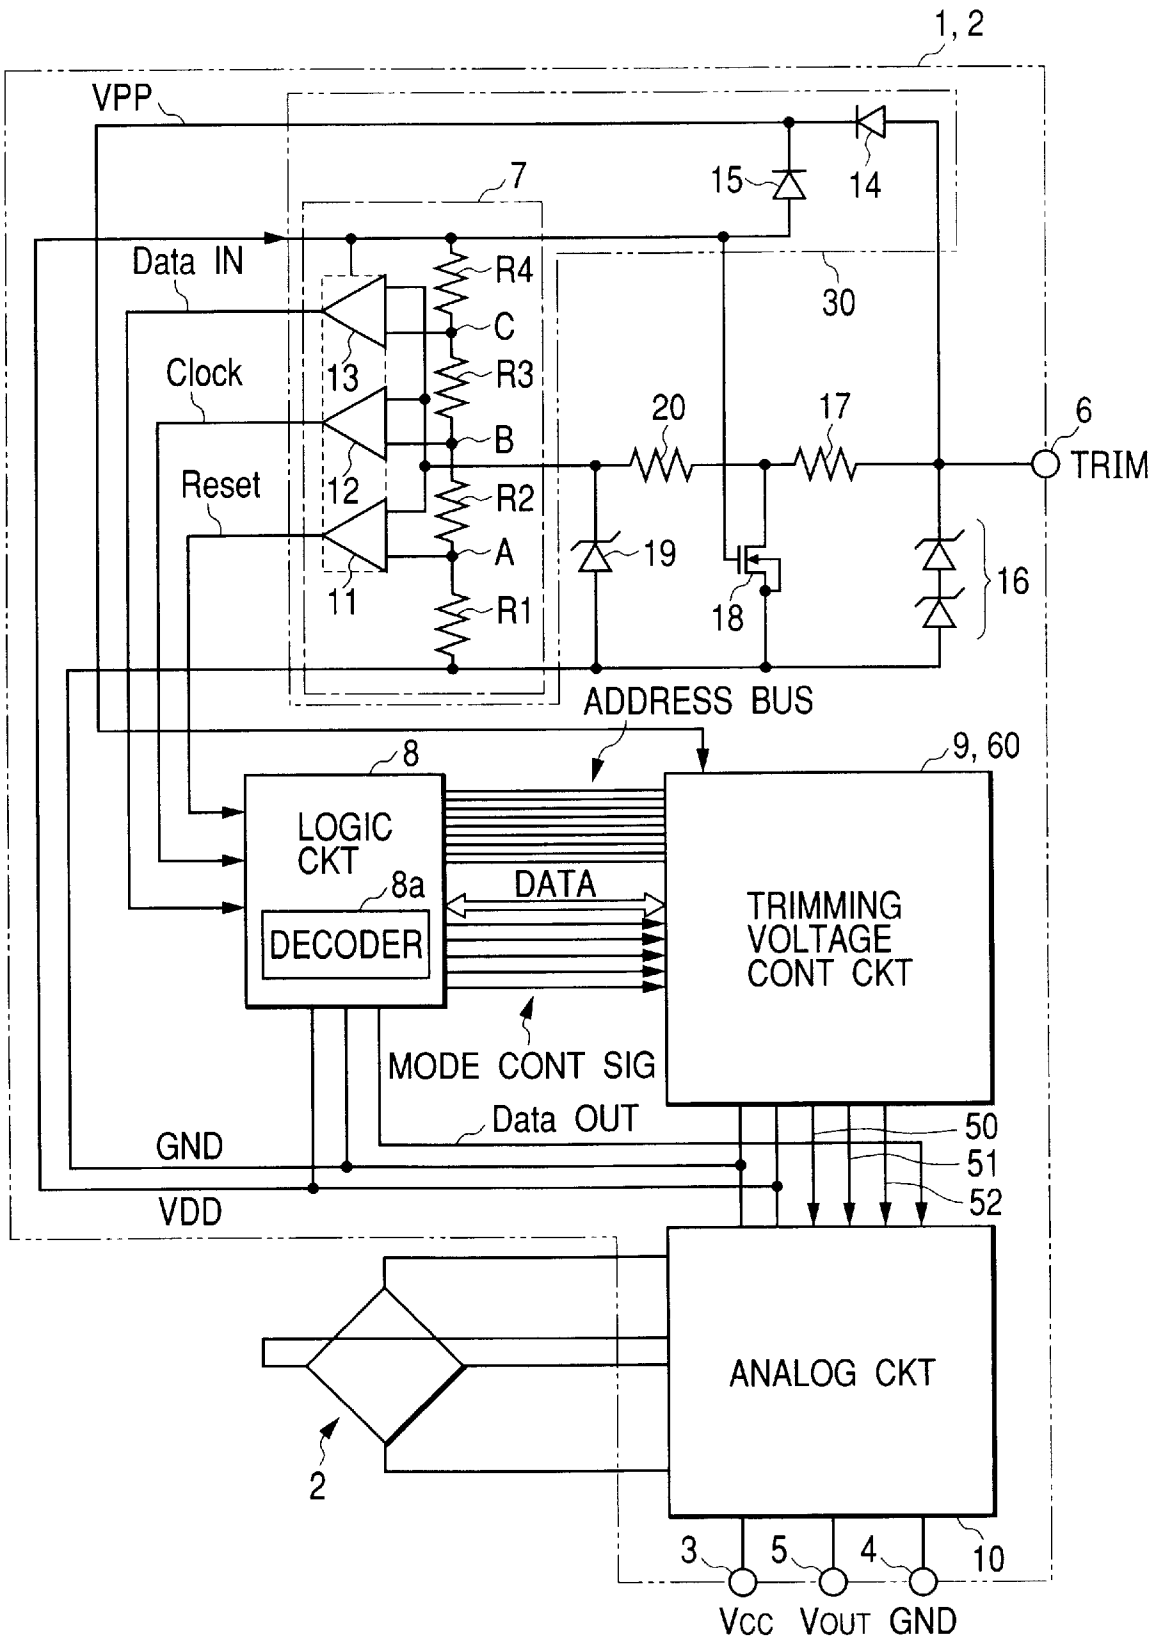 1, 2
VPP
15
14
7
Data IN
R4
30
C
13
R3
Clock
20
17
6
B
TRIM
12
Reset
R2
A
19
16
11
18
R1
ADDRESS BUS
8
9, 60
LOGIC
CKT
8a
DATA
DECODER
TRIMMING
VOLTAGE
CONT CKT
MODE CONT SIG
Data OUT
50
GND
51
52
VDD
ANALOG CKT
2
3
5
4
10
VCC
VOUT
GND